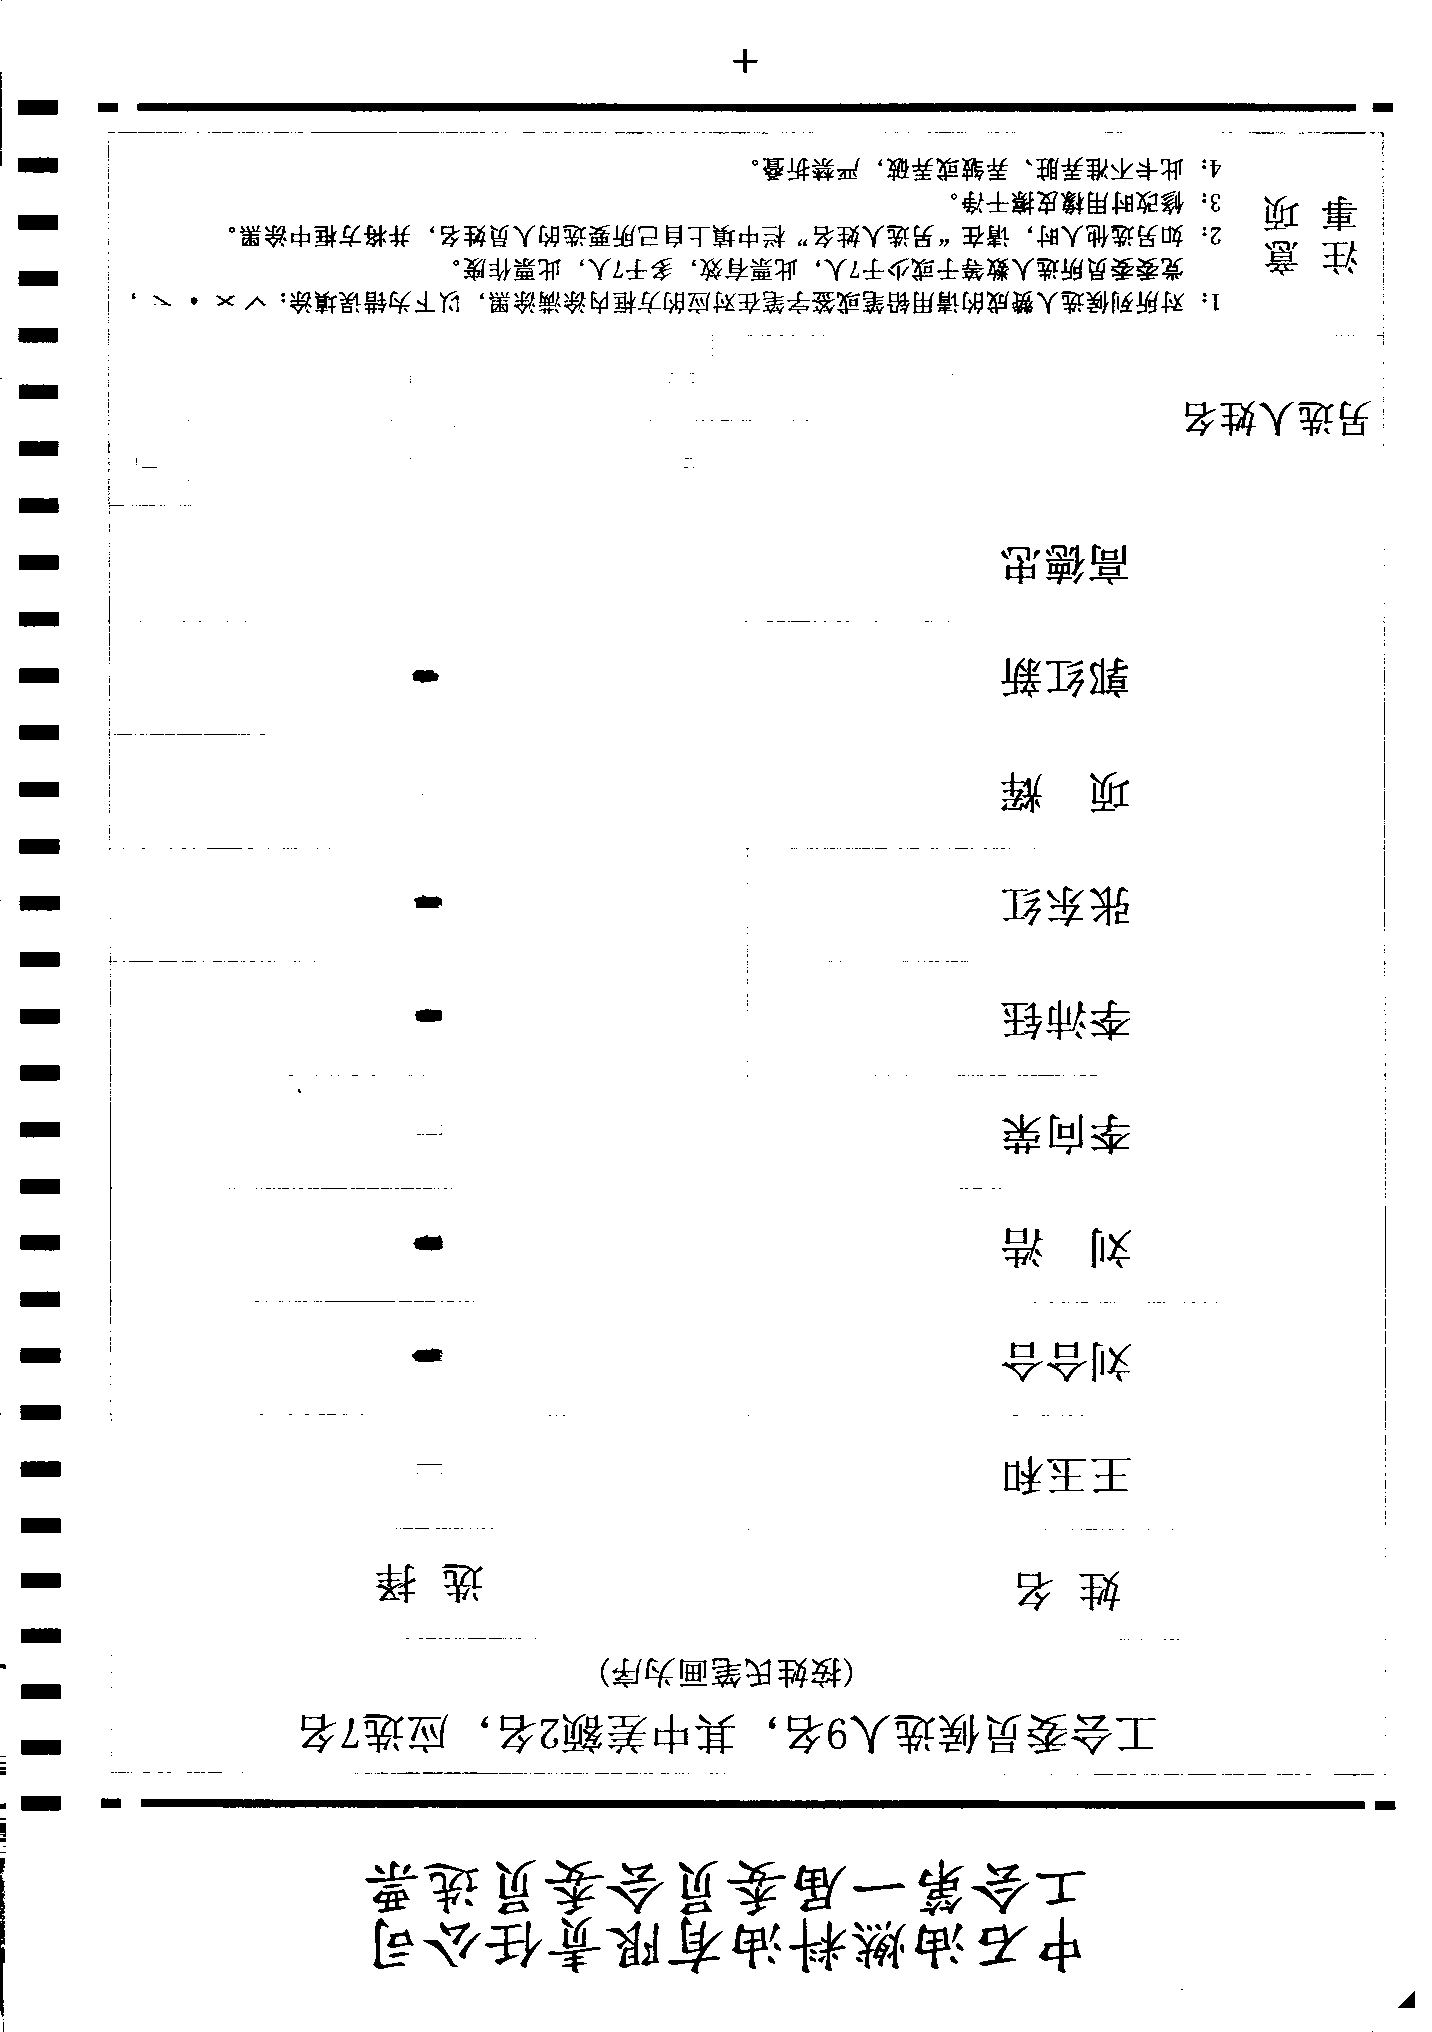 中石油燃料油有限责任公司
工会第一届委员会委员选票
工会委员候选人9名，其中差额2名，应选7名
(按姓氏笔画为序)
姓 名 选 择
王玉和
刘合合
刘 浩
李向荣
李沛钰
张东红
项 辉
郭红新
高德忠
另选人姓名
注意
事项
1: 对所列候选人赞成的请用铅笔或签字笔在对应的方框内涂满涂黑，以下为错误填涂: ∨ × • ﹨ ,
党委委员所选人数等于或少于7人，此票有效，多于7人，此票作废。
2: 如另选他人时，请在“另选人姓名”栏中填上自己所要选的人员姓名，并将方框中涂黑。
3: 修改时用橡皮擦干净。
4: 此卡不准弄脏、弄皱或弄破，严禁折叠。